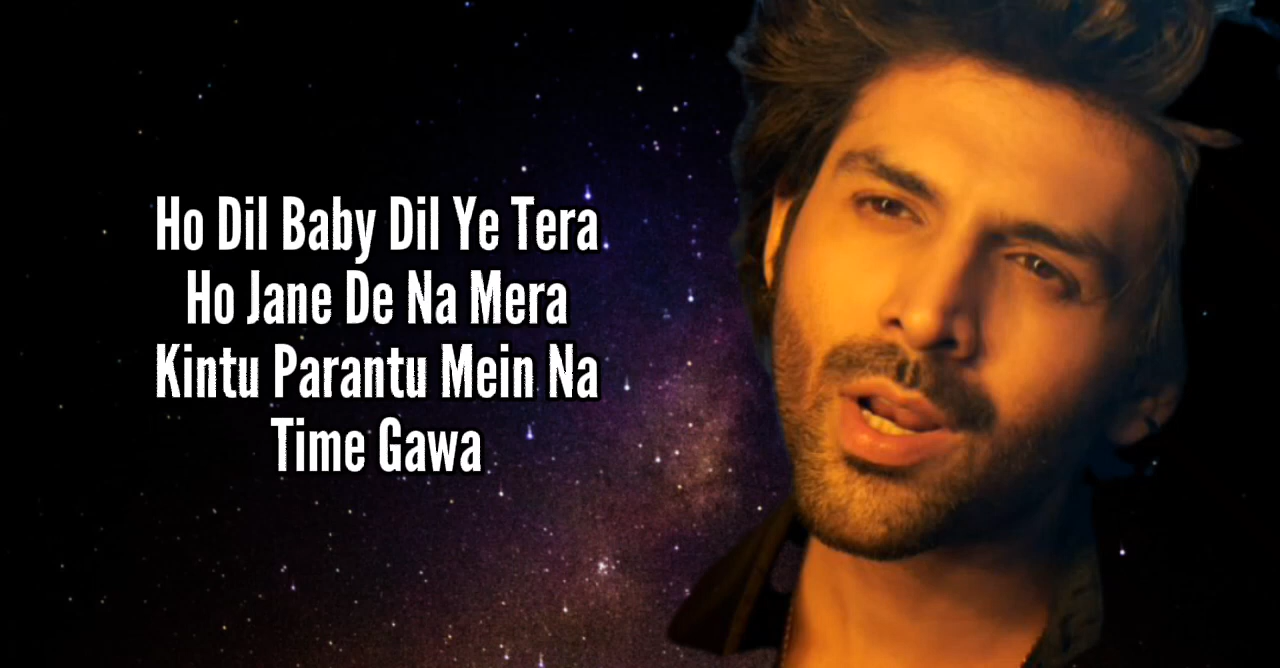 Ho Dil Baby Dil Ye Tera
Ho Jane De Na Mera
Kintu Parantu Mein Na
Time Gawa